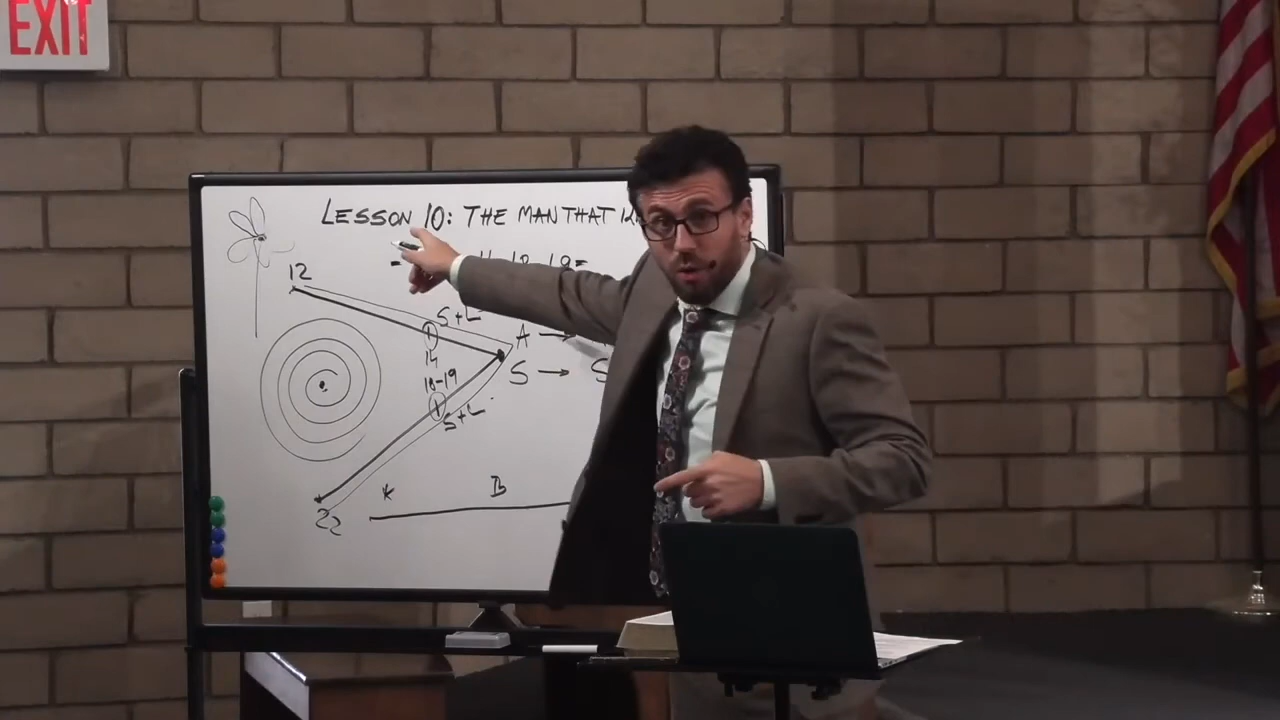 EXIT
LESSON 10: THE MAN THAT
12
S+L
A →
14
S → S
18-19
S+L
22
K B